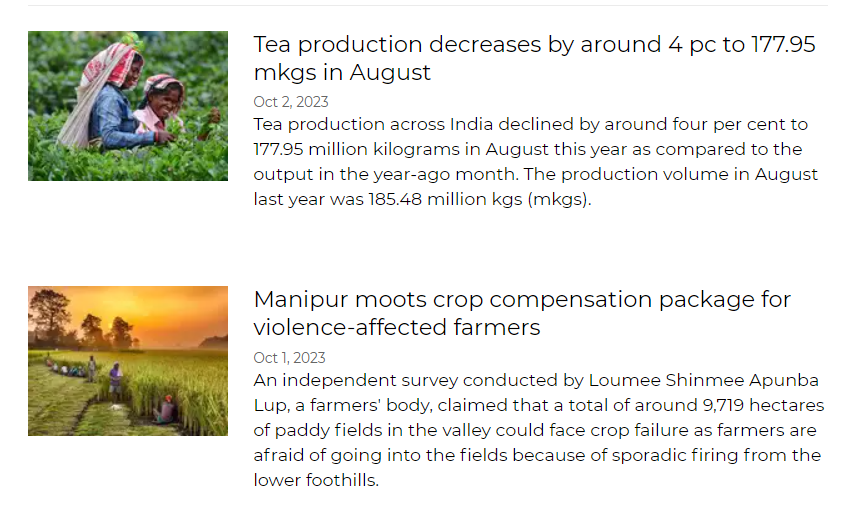 Tea production decreases by around 4 pc to 177.95
mkgs in August
Oct 2, 2023
Tea production across India declined by around four per cent to
177.95 million kilograms in August this year as compared to the
output in the year-ago month. The production volume in August
last year was 185.48 million kgs (mkgs).
Manipur moots crop compensation package for
violence-affected farmers
Oct 1, 2023
An independent survey conducted by Loumee Shinmee Apunba
Lup, a farmers' body, claimed that a total of around 9,719 hectares
of paddy fields in the valley could face crop failure as farmers are
afraid of going into the fields because of sporadic firing from the
lower foothills.